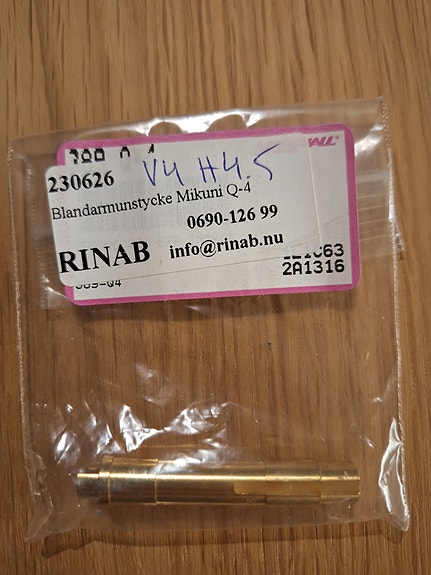 230626 V4 H4.5
Blandarmunstycke Mikuni Q-4
0690-126 99
RINAB info@rinab.nu
2A1316